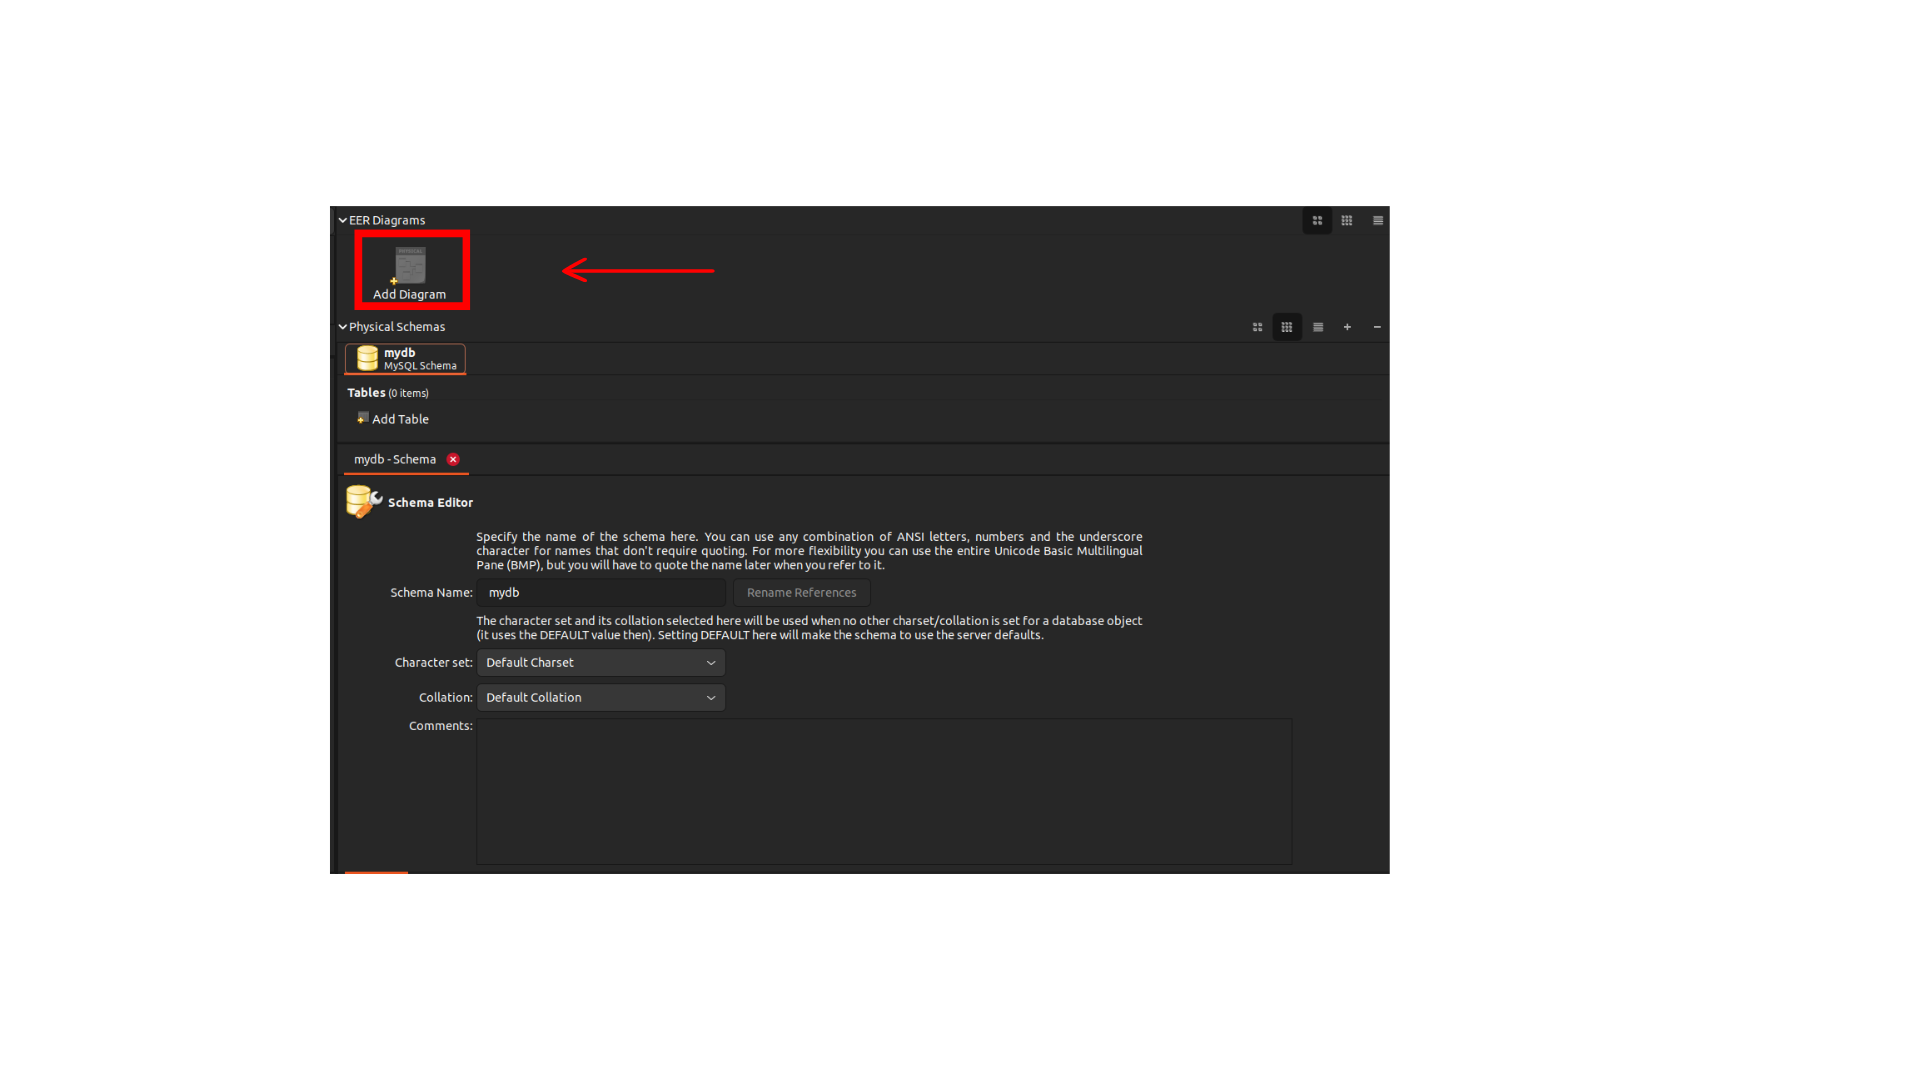 EER Diagrams
Add Diagram
Physical Schemas
mydb
MySQL Schema
Tables (0 items)
Add Table
mydb - Schema
Schema Editor
Specify the name of the schema here. You can use any combination of ANSI letters, numbers and the underscore
character for names that don't require quoting. For more flexibility you can use the entire Unicode Basic Multilingual
Pane (BMP), but you will have to quote the name later when you refer to it.
Schema Name: mydb Rename References
The character set and its collation selected here will be used when no other charset/collation is set for a database object
(it uses the DEFAULT value then). Setting DEFAULT here will make the schema to use the server defaults.
Character set: Default Charset
Collation: Default Collation
Comments: